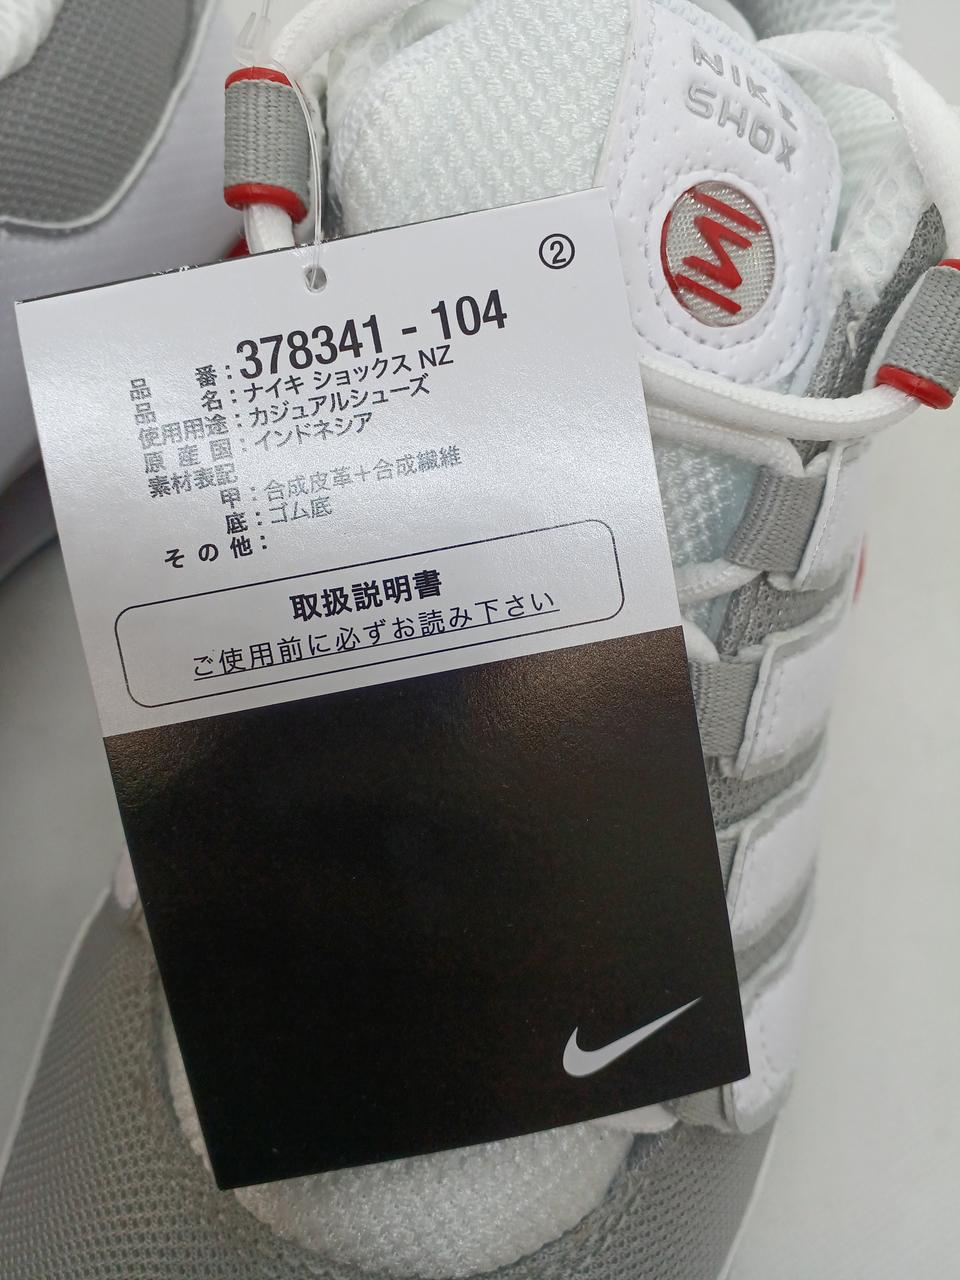 NIKE
SHOX
②
品番：378341 - 104
品名：ナイキ ショックス NZ
使用用途：カジュアルシューズ
原産国：インドネシア
素材表記
甲：合成皮革＋合成繊維
底：ゴム底
その他：
取扱説明書
ご使用前に必ずお読み下さい